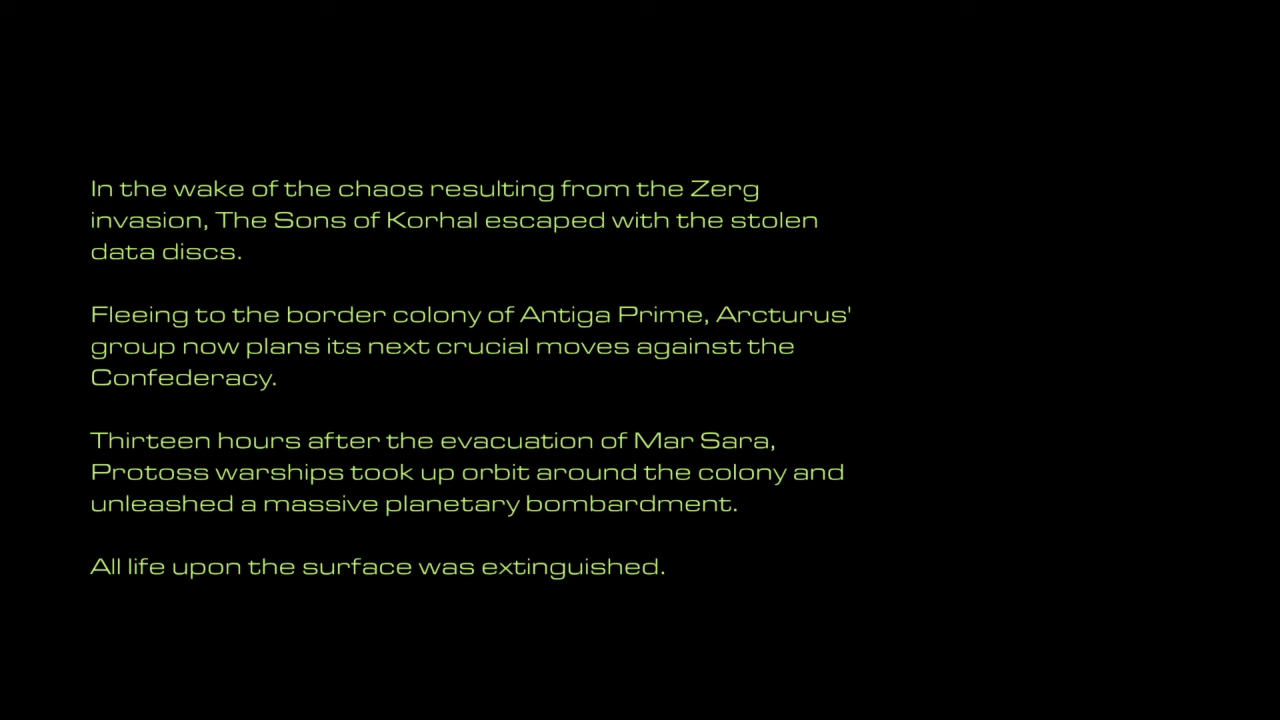 In the wake of the chaos resulting from the Zerg
invasion, The Sons of Korhal escaped with the stolen
data discs.
Fleeing to the border colony of Antiga Prime, Arcturus'
group now plans its next crucial moves against the
Confederacy.
Thirteen hours after the evacuation of Mar Sara,
Protoss warships took up orbit around the colony and
unleashed a massive planetary bombardment.
All life upon the surface was extinguished.